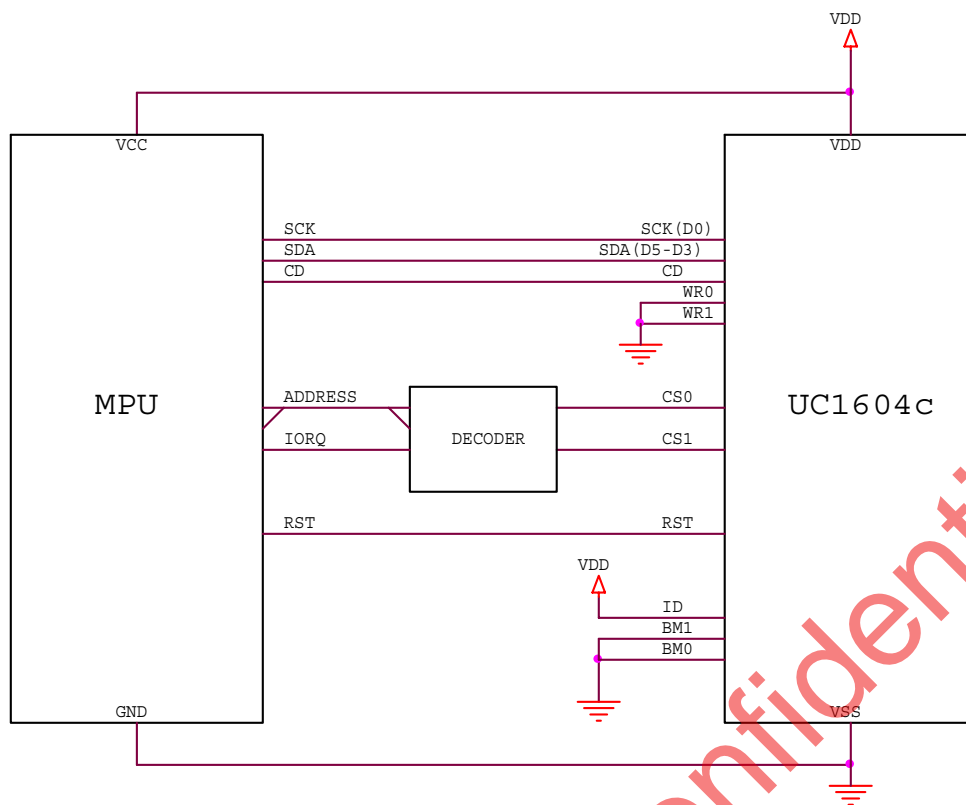 VDD
VCC VDD
SCK SCK(D0)
SDA SDA(D5-D3)
CD CD
WR0
WR1
MPU UC1604c
ADDRESS CS0
DECODER
IORQ CS1
RST RST
VDD
ID
BM1
BM0
GND VSS